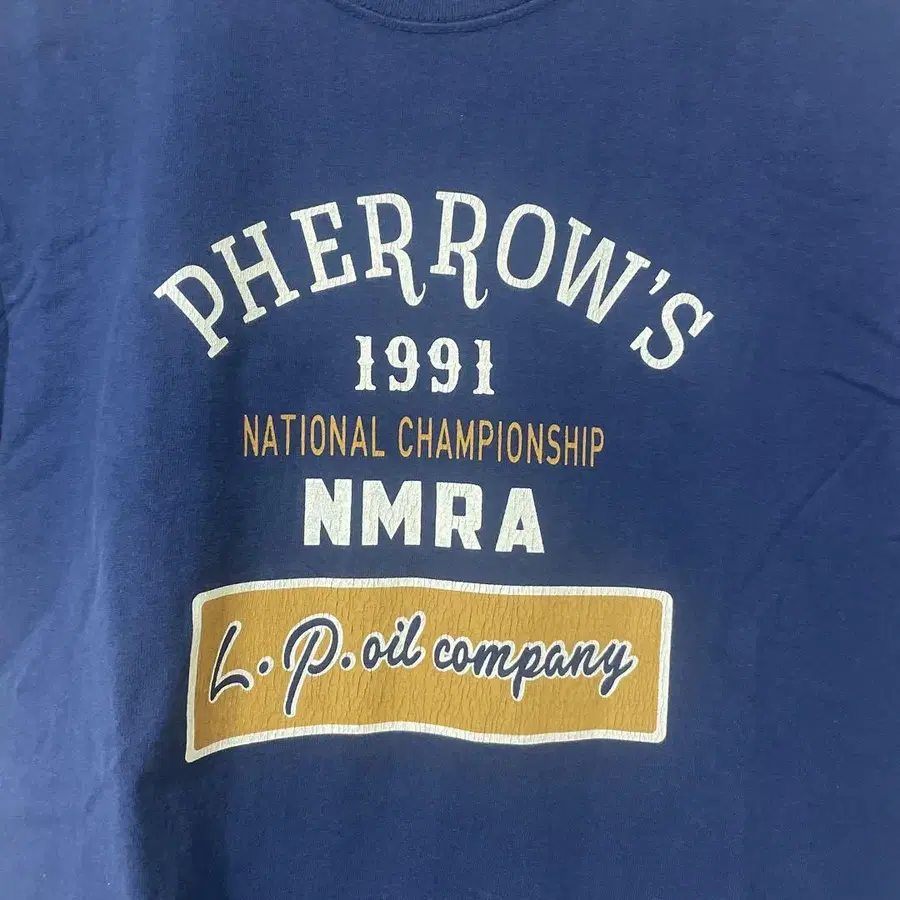 PHERROW'S
1991
NATIONAL CHAMPIONSHIP
NMRA
L.P. oil company